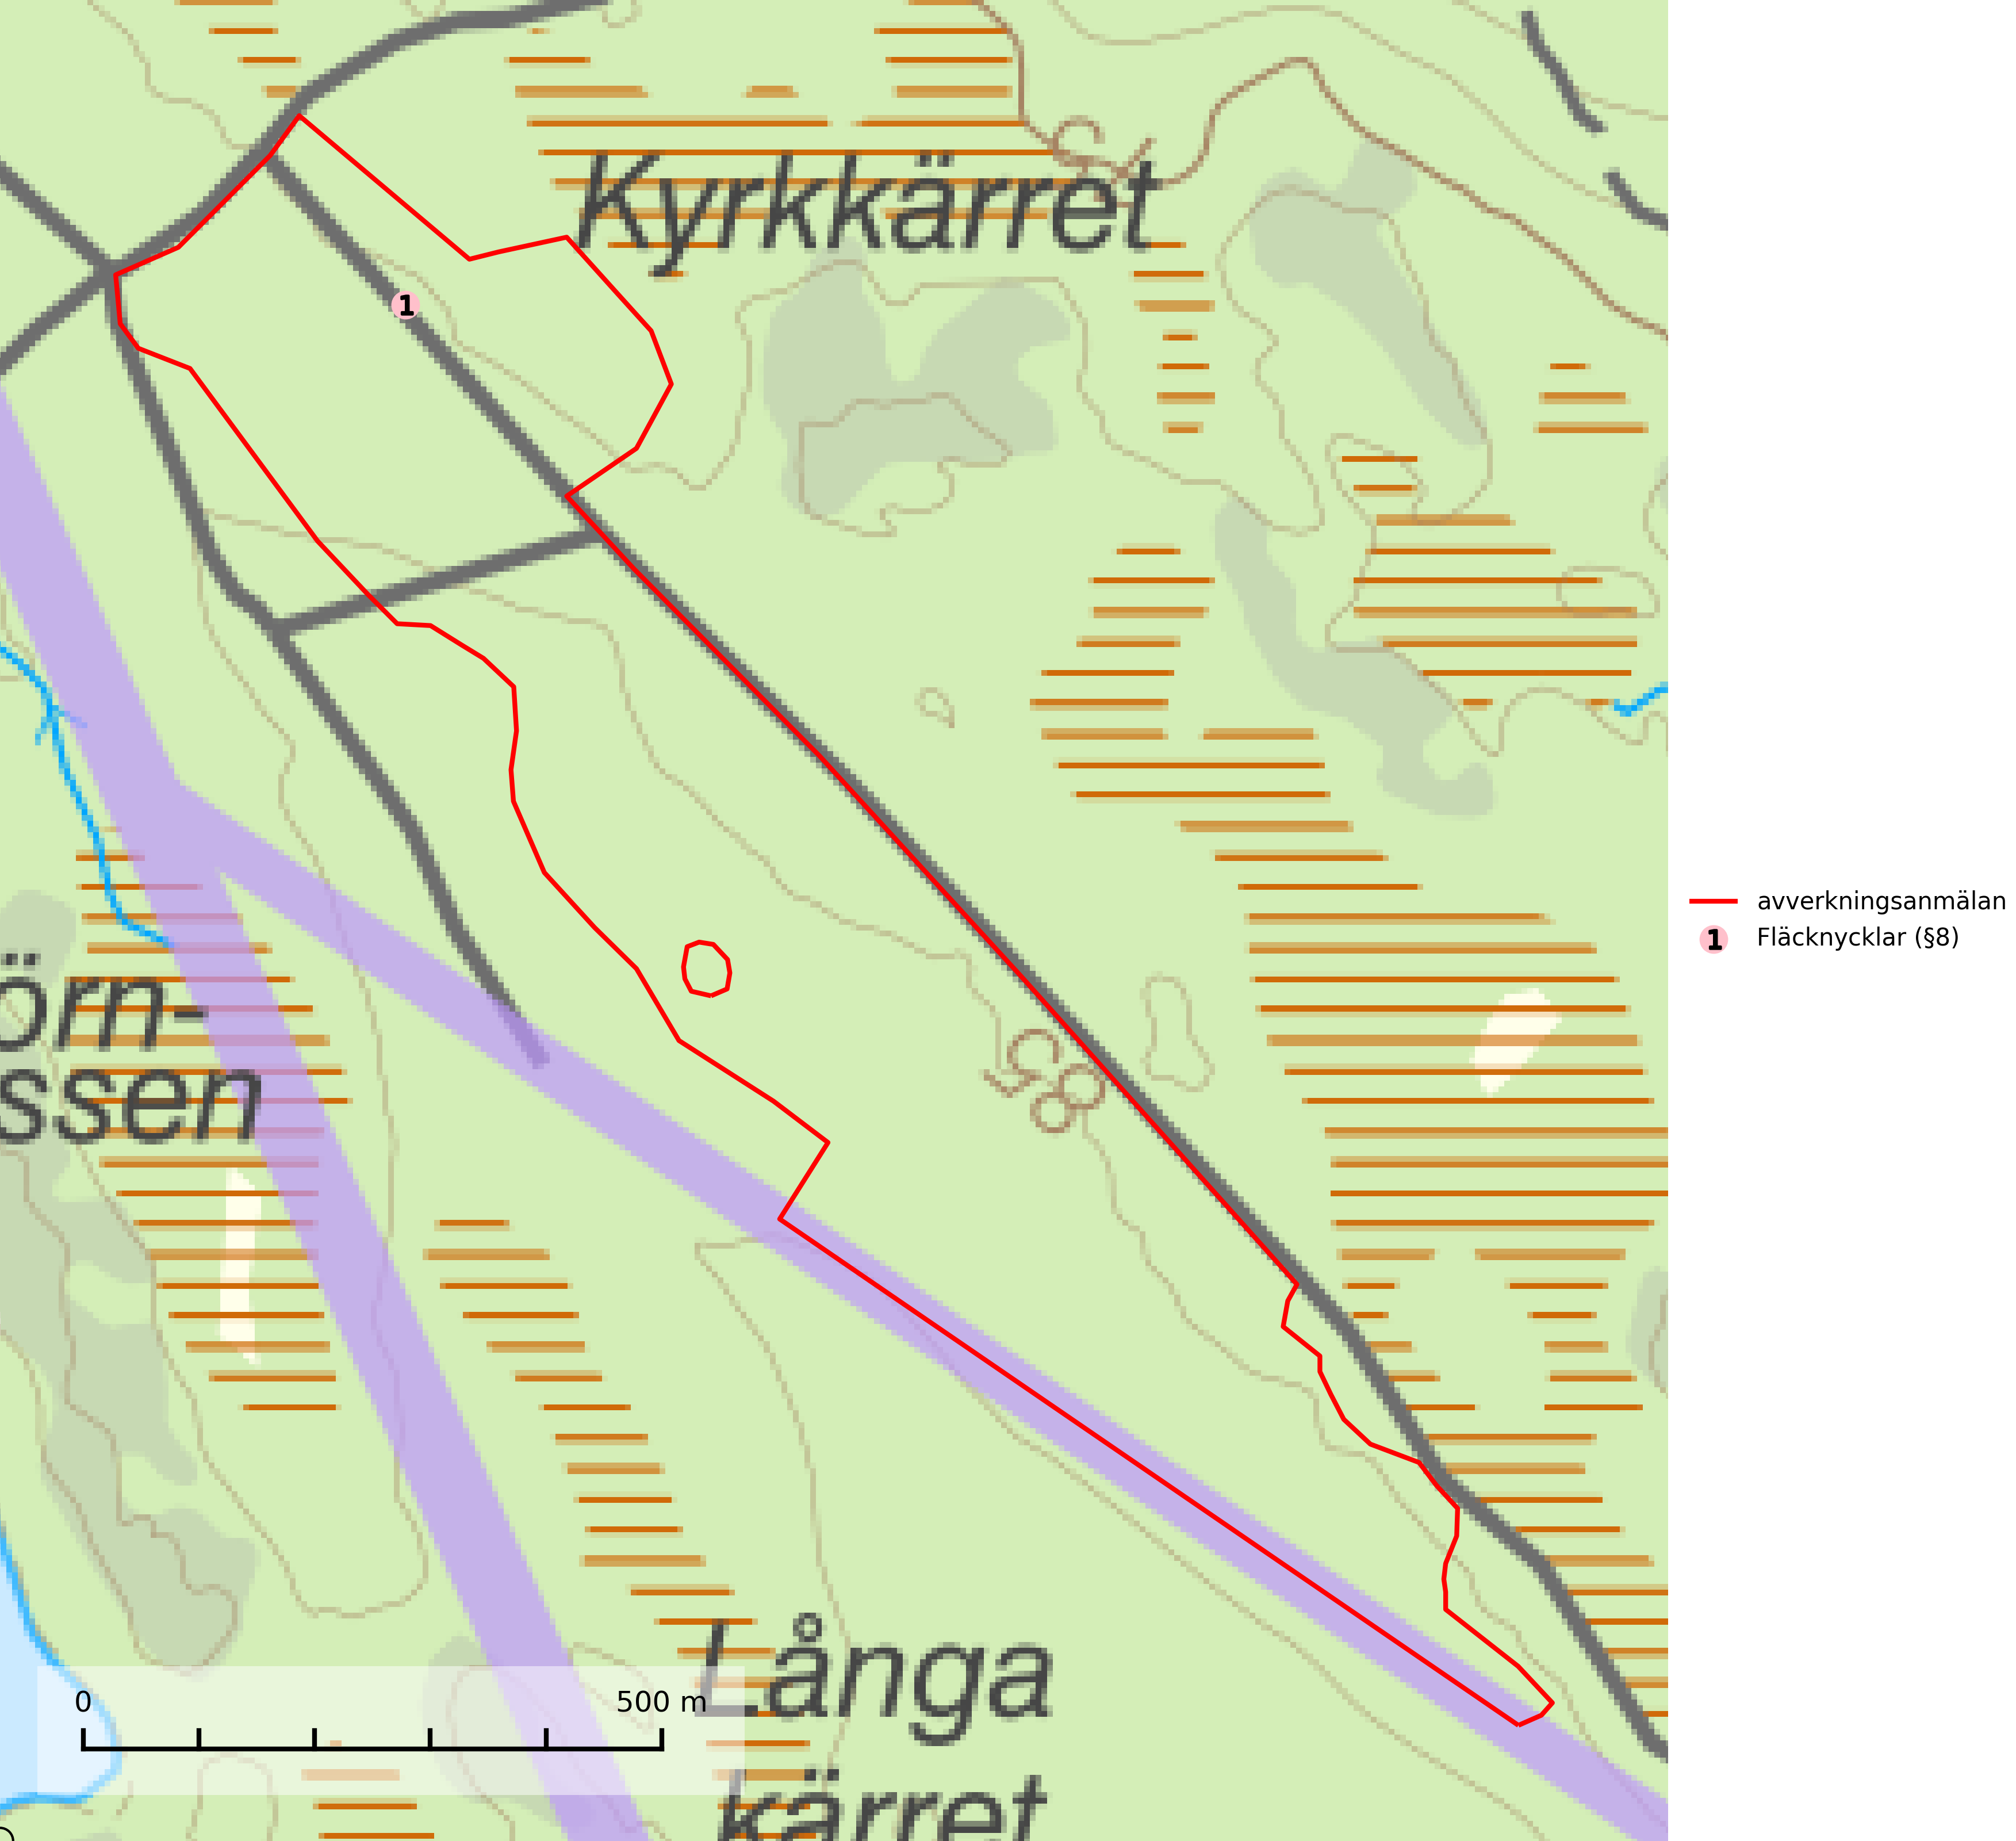 Kyrkkärret
1
avverkningsanmälan
1 Fläcknycklar (§8)
örn-
ssen
Långa
kärret
0 500 m